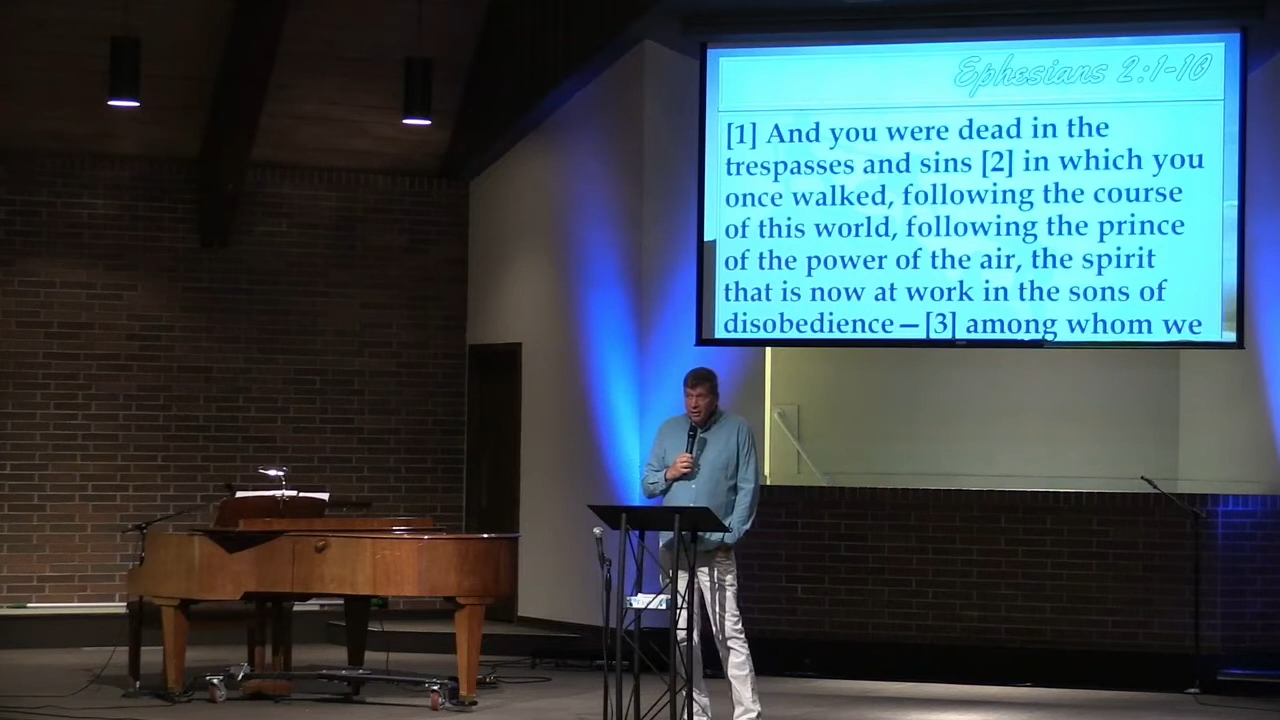 Ephesians 2:1-10
[1] And you were dead in the
trespasses and sins [2] in which you
once walked, following the course
of this world, following the prince
of the power of the air, the spirit
that is now at work in the sons of
disobedience—[3] among whom we